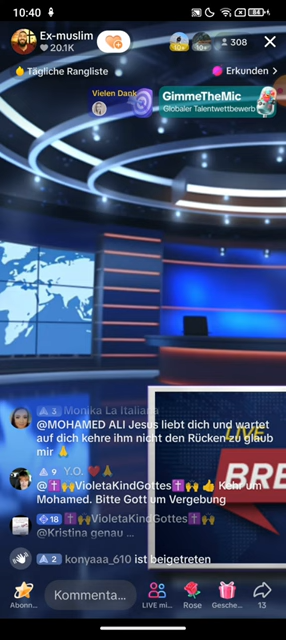 10:40
84
Ex-muslim
20.1K
10+
10+
308
Tägliche Rangliste
Erkunden >
Vielen Dank
GimmeTheMic
Globaler Talentwettbewerb
LIVE
BRE
3 Monika La Italiana
@MOHAMED ALI Jesus liebt dich und wartet
auf dich kehre ihm nicht den Rücken zu glaub
mir 🙏
9 Y.O. ❤️🙏
@✝️🙌VioletaKindGottes✝️🙌 👍 Kehr um
Mohamed. Bitte Gott um Vergebung
18 ✝️🙌VioletaKindGottes✝️🙌
@Kristina genau ...
2 konyaaa_610 ist beigetreten
Abonn...
Kommenta...
LIVE mi...
Rose
Gesche...
13